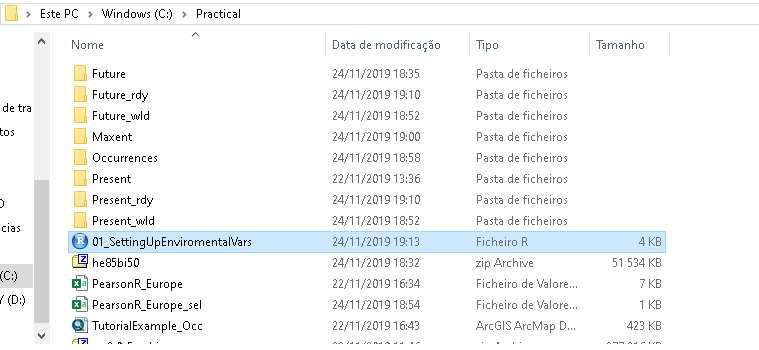 Este PC > Windows (C:) > Practical
Nome Data de modificação Tipo Tamanho
Future 24/11/2019 18:35 Pasta de ficheiros
Future_rdy 24/11/2019 19:10 Pasta de ficheiros
Future_wld 24/11/2019 18:52 Pasta de ficheiros
de tra Maxent 24/11/2019 19:00 Pasta de ficheiros
tos Occurrences 24/11/2019 18:58 Pasta de ficheiros
Present 22/11/2019 13:36 Pasta de ficheiros
Present_rdy 24/11/2019 19:10 Pasta de ficheiros
Present_wld 24/11/2019 18:52 Pasta de ficheiros
cias 01_SettingUpEnviromentalVars 24/11/2019 19:13 Ficheiro R 4 KB
he85bi50 24/11/2019 18:32 zip Archive 51 534 KB
(C:) PearsonR_Europe 22/11/2019 16:34 Ficheiro de Valore... 7 KB
(D:) PearsonR_Europe_sel 24/11/2019 18:54 Ficheiro de Valore... 1 KB
TutorialExample_Occ 22/11/2019 16:43 ArcGIS ArcMap D... 423 KB